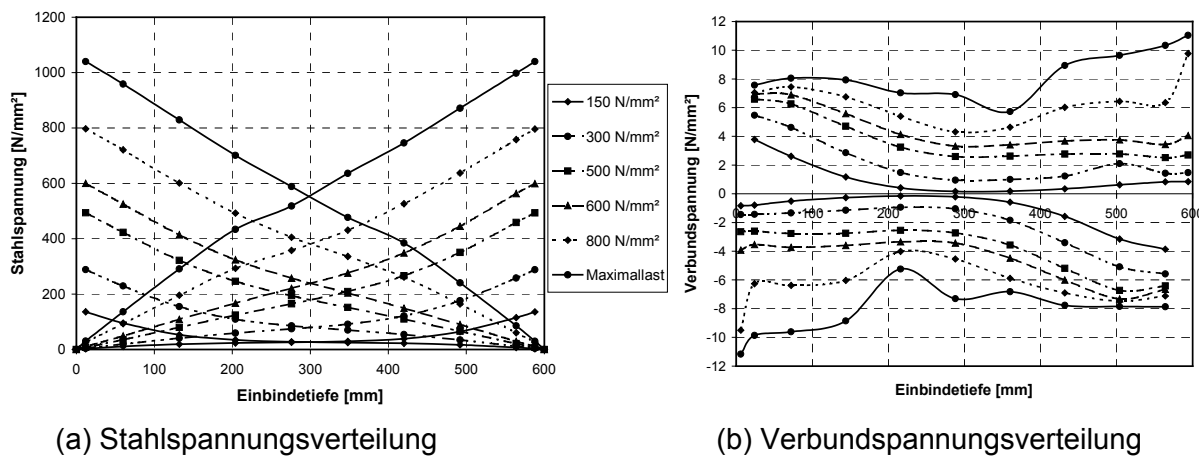 Stahlspannung [N/mm²]
1200
1000
800
600
400
200
0
0 100 200 300 400 500 600
Einbindetiefe [mm]
150 N/mm²
300 N/mm²
500 N/mm²
600 N/mm²
800 N/mm²
Maximallast
Verbundspannung [N/mm²]
12
10
8
6
4
2
0
-2
-4
-6
-8
-10
-12
0 100 200 300 400 500 600
Einbindetiefe [mm]
(a) Stahlspannungsverteilung
(b) Verbundspannungsverteilung